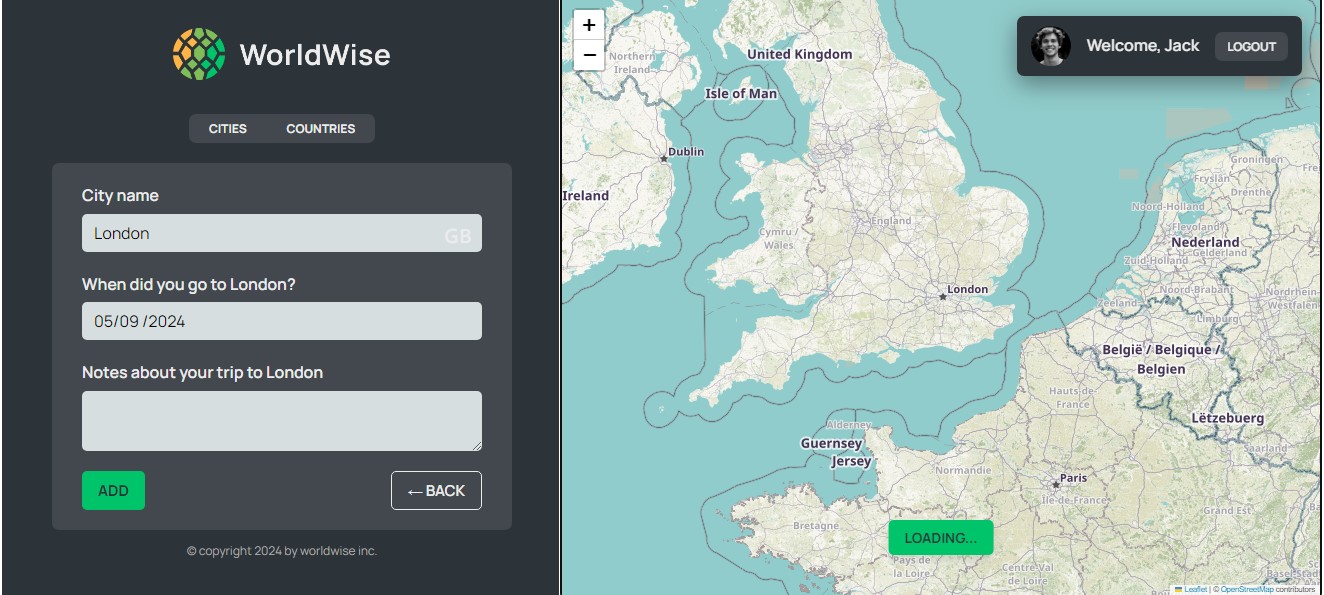 WorldWise
CITIES COUNTRIES
City name
London GB
When did you go to London?
05/09 /2024
Notes about your trip to London
ADD ← BACK
© copyright 2024 by worldwise inc.
+
−
Welcome, Jack LOGOUT
United Kingdom
Northern
Ireland
Isle of Man
Dublin
Ireland
England
Cymru /
Wales
London
Groningen
Fryslân
Drenthe
Noord-Holland
Flevoland
Nederland
Gelderland
Zuid-Holland
Noord-Brabant
Zeeland
Limburg
Nordrhein-
Westfalen
België / Belgique /
Belgien
Hauts-de-
France
Lëtzebuerg
Alderney
Guernsey
Jersey
Saarland
Normandie
Paris
Île-de-France
Grand Est
Bretagne
LOADING...
Pays de
la Loire
Centre-Val
de Loire
Leaflet | © OpenStreetMap contributors